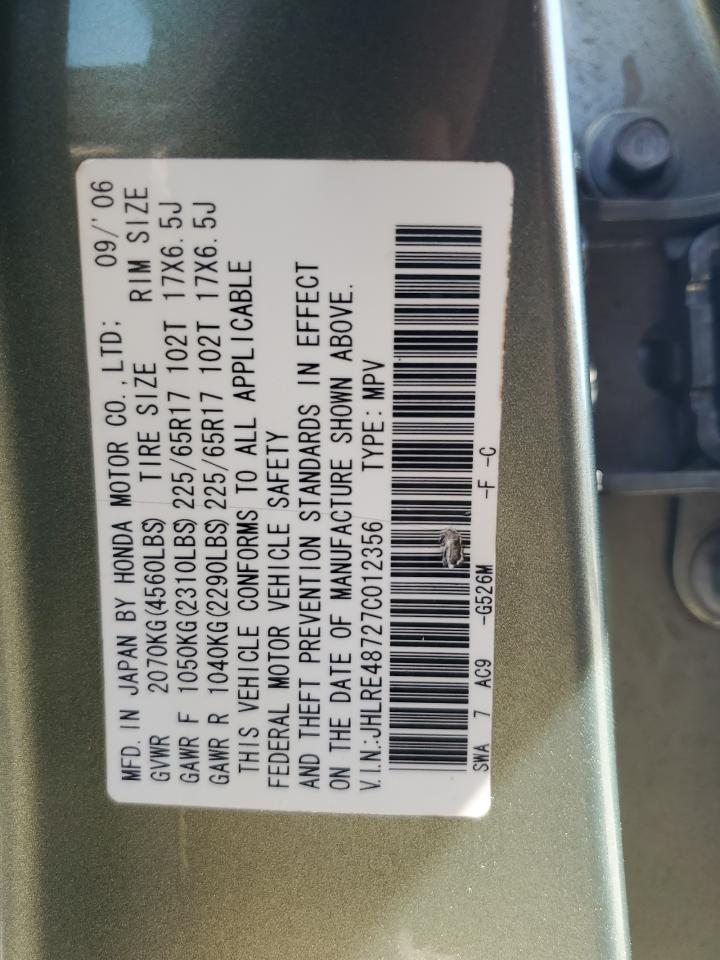 MFD. IN JAPAN BY HONDA MOTOR CO., LTD: 09/'06
GVWR 2070KG(4560LBS) TIRE SIZE RIM SIZE
GAWR F 1050KG(2310LBS)225/65R17 102T 17X6.5J
GAWR R 1040KG(2290LBS)225/65R17 102T 17X6.5J
THIS VEHICLE CONFORMS TO ALL APPLICABLE
FEDERAL MOTOR VEHICLE SAFETY
AND THEFT PREVENTION STANDARDS IN EFFECT
ON THE DATE OF MANUFACTURE SHOWN ABOVE.
V.I.N.:JHLRE48727C012356 TYPE: MPV
SWA 7 AC9 -G526M -F -C